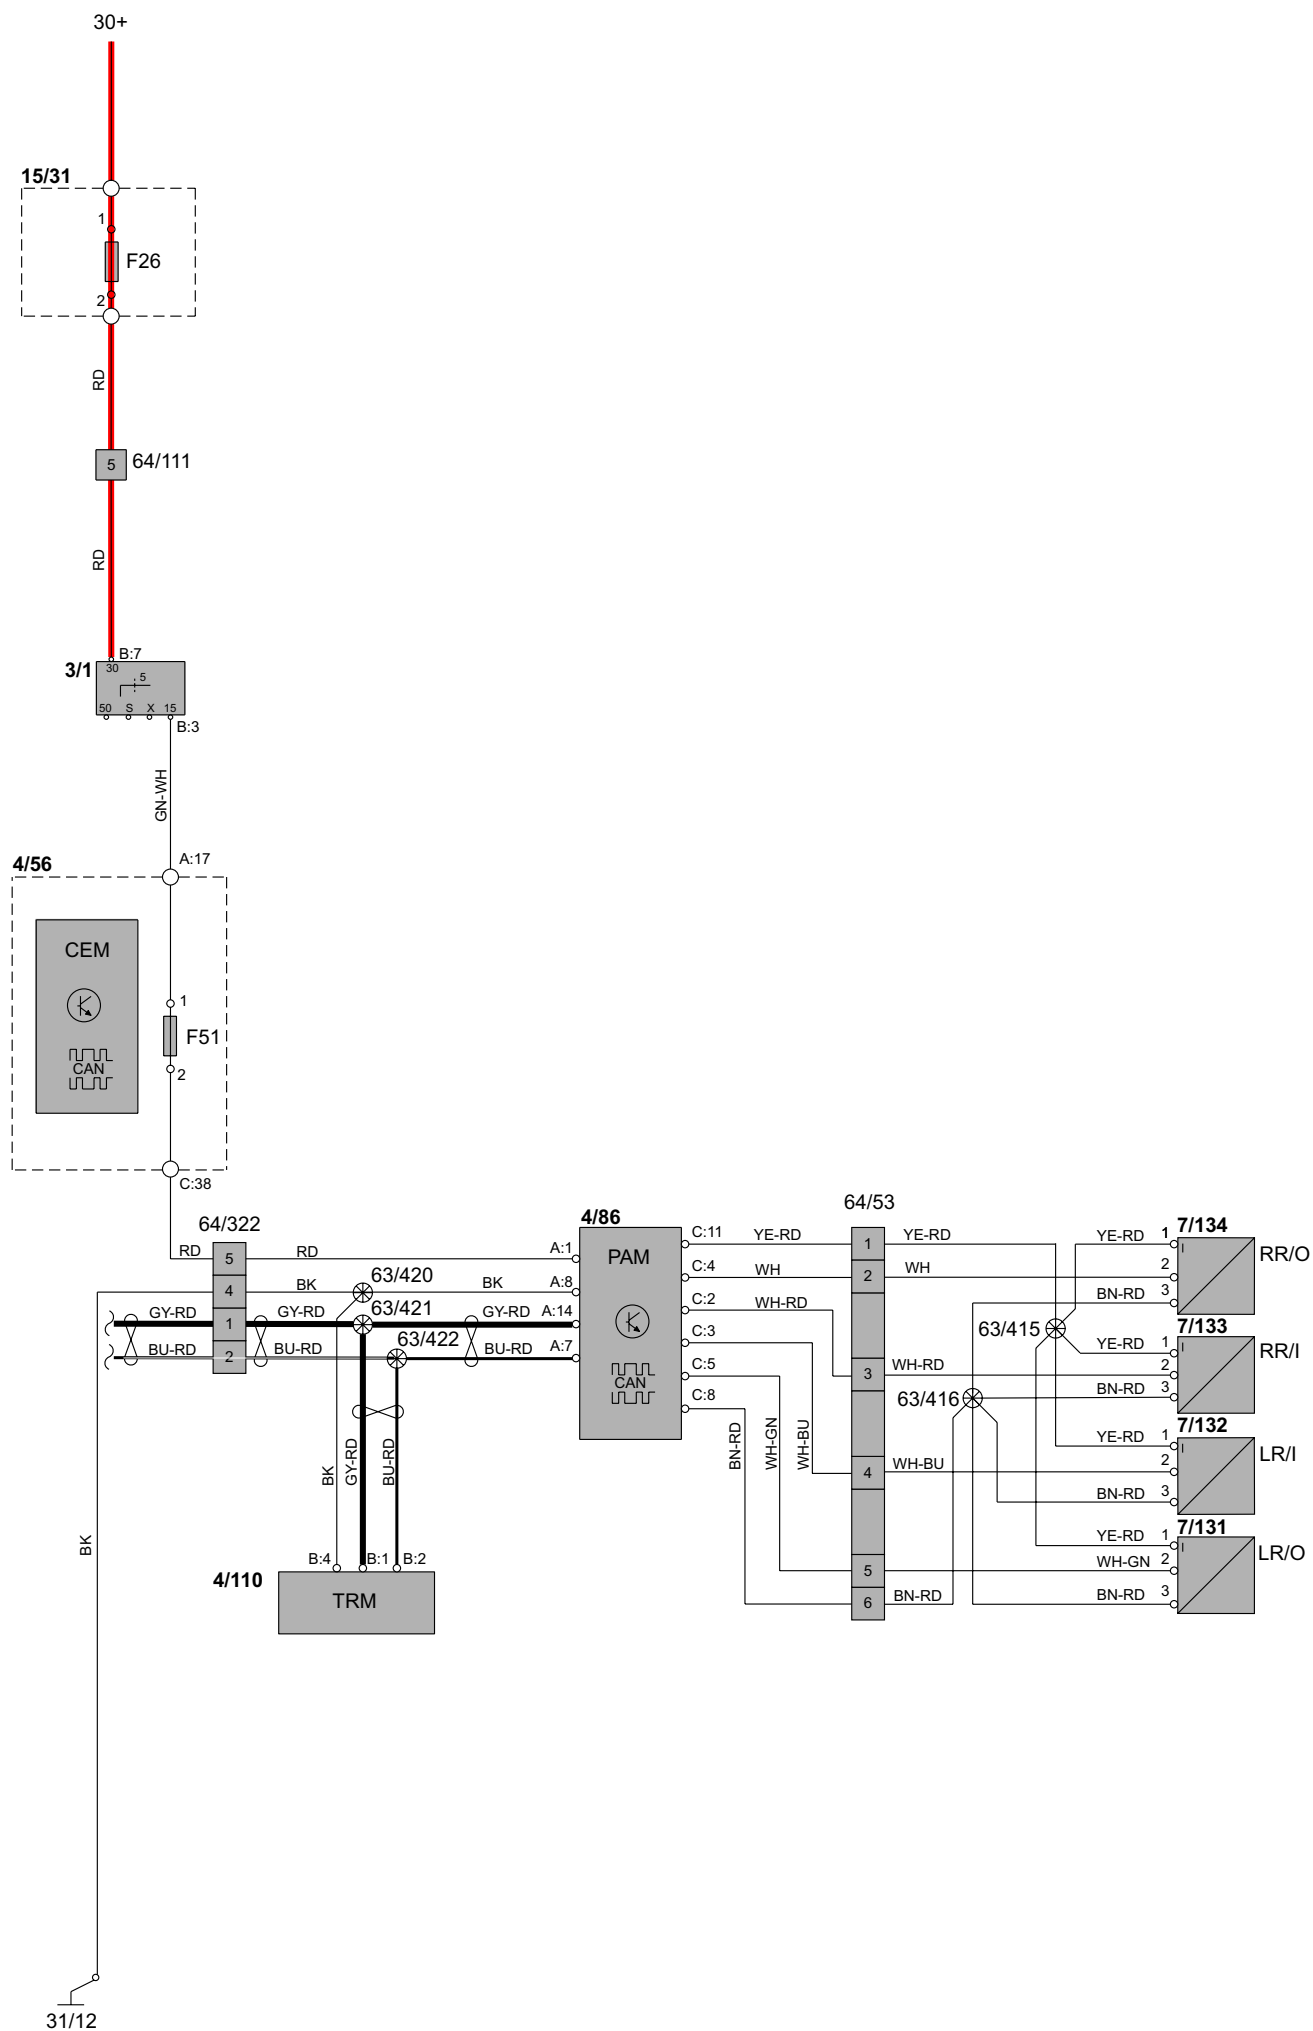 30+
15/31
1
F26
2
RD
5 64/111
RD
3/1 B:7
30
5
50 S X 15
B:3
GN-WH
4/56 A:17
CEM
1
F51
CAN
2
C:38
64/322 4/86 64/53 7/134
RD 5 RD A:1 PAM C:11 YE-RD 1 YE-RD YE-RD 1 I RR/O
4 BK 63/420 BK A:8 C:4 WH 2 WH 2
GY-RD 1 GY-RD 63/421 GY-RD A:14 C:2 WH-RD BN-RD 3
BU-RD 2 BU-RD 63/422 BU-RD A:7 C:3 63/415 7/133
YE-RD 1 I RR/I
CAN C:5 3 WH-RD 2
C:8 63/416 BN-RD 3
BK GY-RD BU-RD BN-RD WH-GN WH-BU
7/132
YE-RD 1 I LR/I
4 WH-BU 2
BN-RD 3
7/131
BK
YE-RD 1 I LR/O
B:4 B:1 B:2 5 WH-GN 2
4/110 TRM 6 BN-RD BN-RD 3
31/12